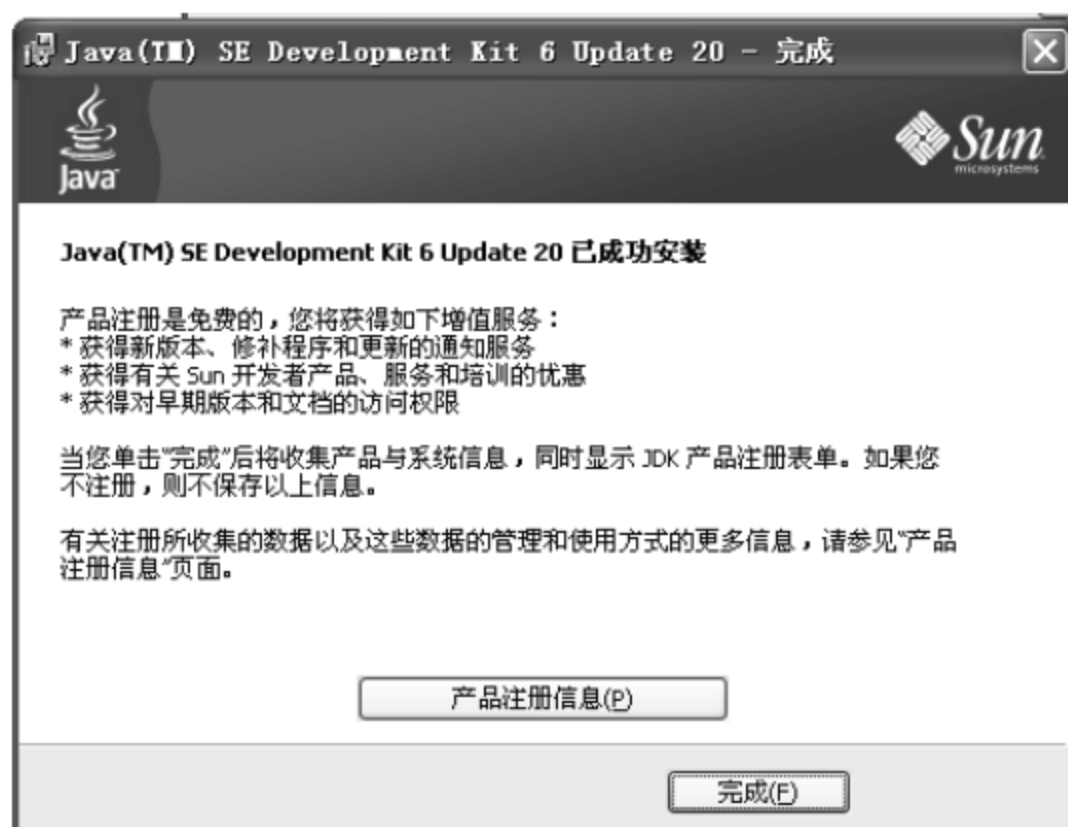 Java(TM) SE Development Kit 6 Update 20 - 完成
Java
Sun
microsystems
Java(TM) SE Development Kit 6 Update 20 已成功安装
产品注册是免费的，您将获得如下增值服务：
* 获得新版本、修补程序和更新的通知服务
* 获得有关 Sun 开发者产品、服务和培训的优惠
* 获得对早期版本和文档的访问权限
当您单击"完成"后将收集产品与系统信息，同时显示 JDK 产品注册表单。如果您
不注册，则不保存以上信息。
有关注册所收集的数据以及这些数据的管理和使用方式的更多信息，请参见"产品
注册信息"页面。
产品注册信息(P)
完成(F)